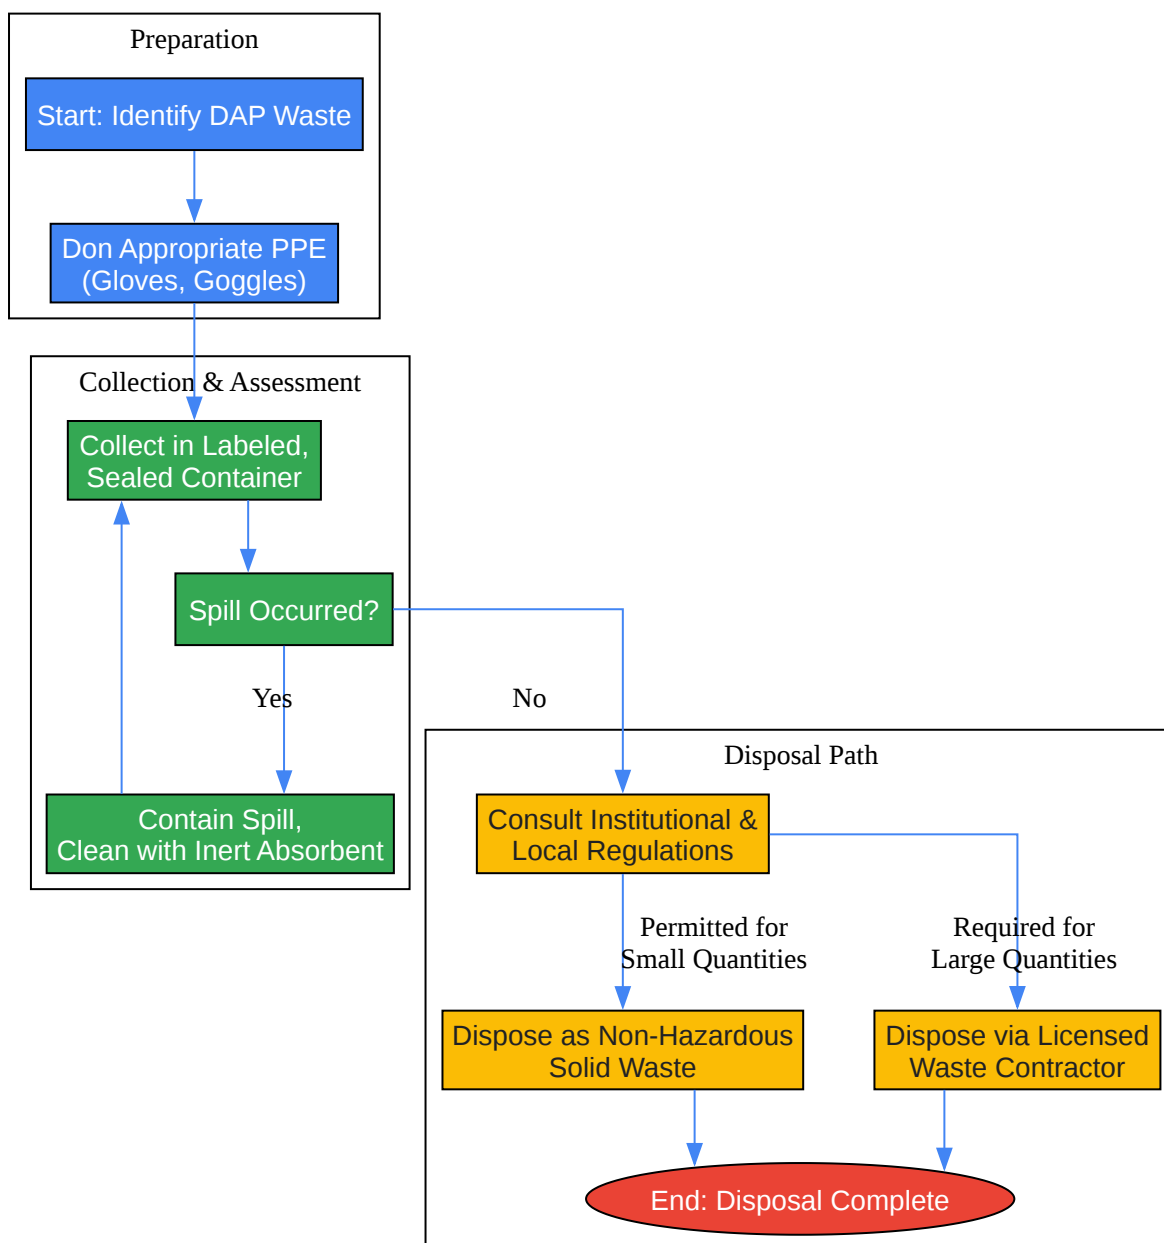 Preparation
Start: Identify DAP Waste
Don Appropriate PPE
(Gloves, Goggles)
Collection & Assessment
Collect in Labeled,
Sealed Container
Spill Occurred?
Yes
No
Contain Spill,
Clean with Inert Absorbent
Disposal Path
Consult Institutional &
Local Regulations
Permitted for
Small Quantities
Required for
Large Quantities
Dispose as Non-Hazardous
Solid Waste
Dispose via Licensed
Waste Contractor
End: Disposal Complete